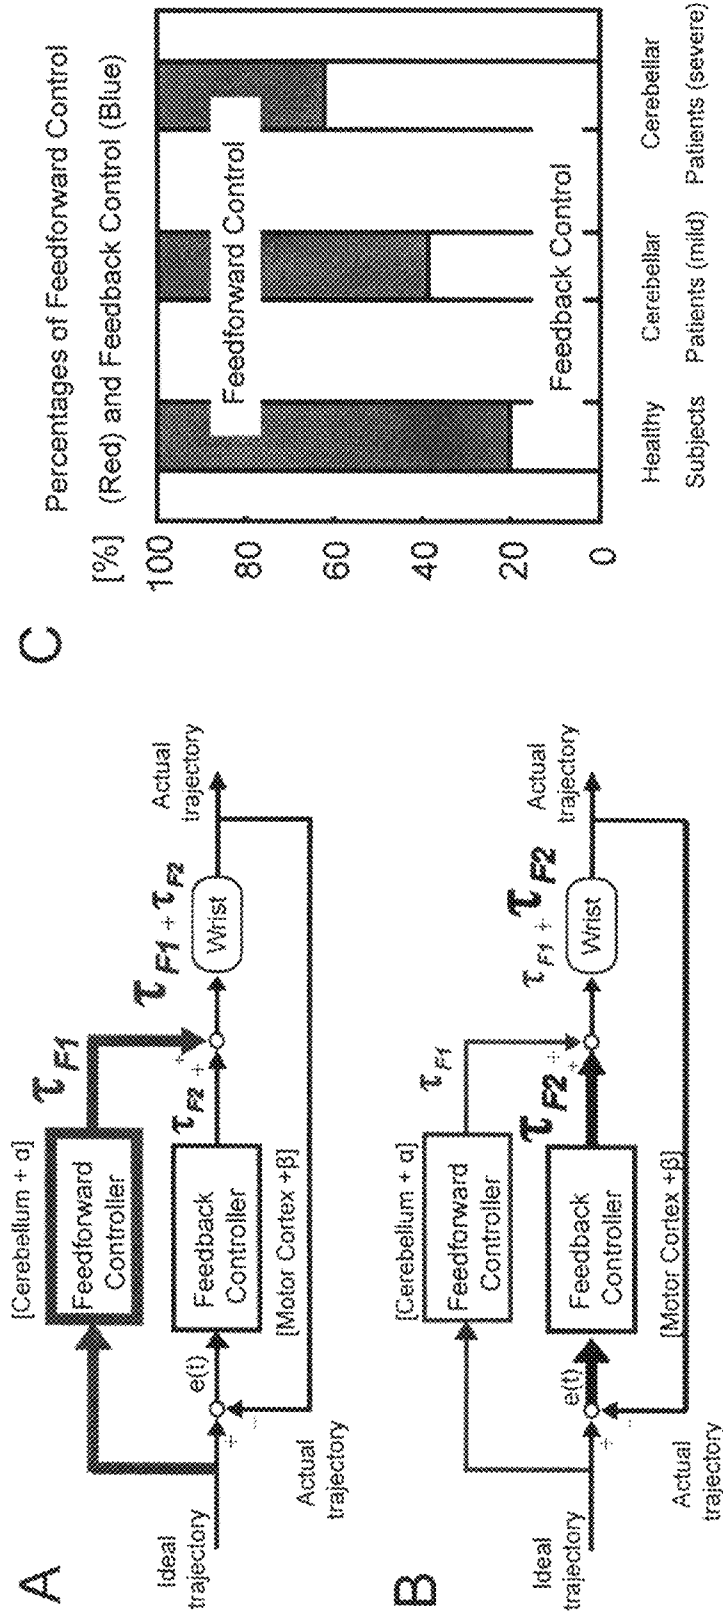 A
Ideal
trajectory
Actual
trajectory
+
−
e(t)
[Cerebellum + α]
Feedforward
Controller
Feedback
Controller
[Motor Cortex +β]
τF1
τF2
+
+
τF1 + τF2
Wrist
Actual
trajectory
B
Ideal
trajectory
Actual
trajectory
+
−
e(t)
[Cerebellum + α]
Feedforward
Controller
Feedback
Controller
[Motor Cortex +β]
τF1
τF2
+
+
τF1 + τF2
Wrist
Actual
trajectory
C
Percentages of Feedforward Control
(Red) and Feedback Control (Blue)
[%]
100
80
60
40
20
0
Feedforward Control
Feedback Control
Healthy
Subjects
Cerebellar
Patients (mild)
Cerebellar
Patients (severe)